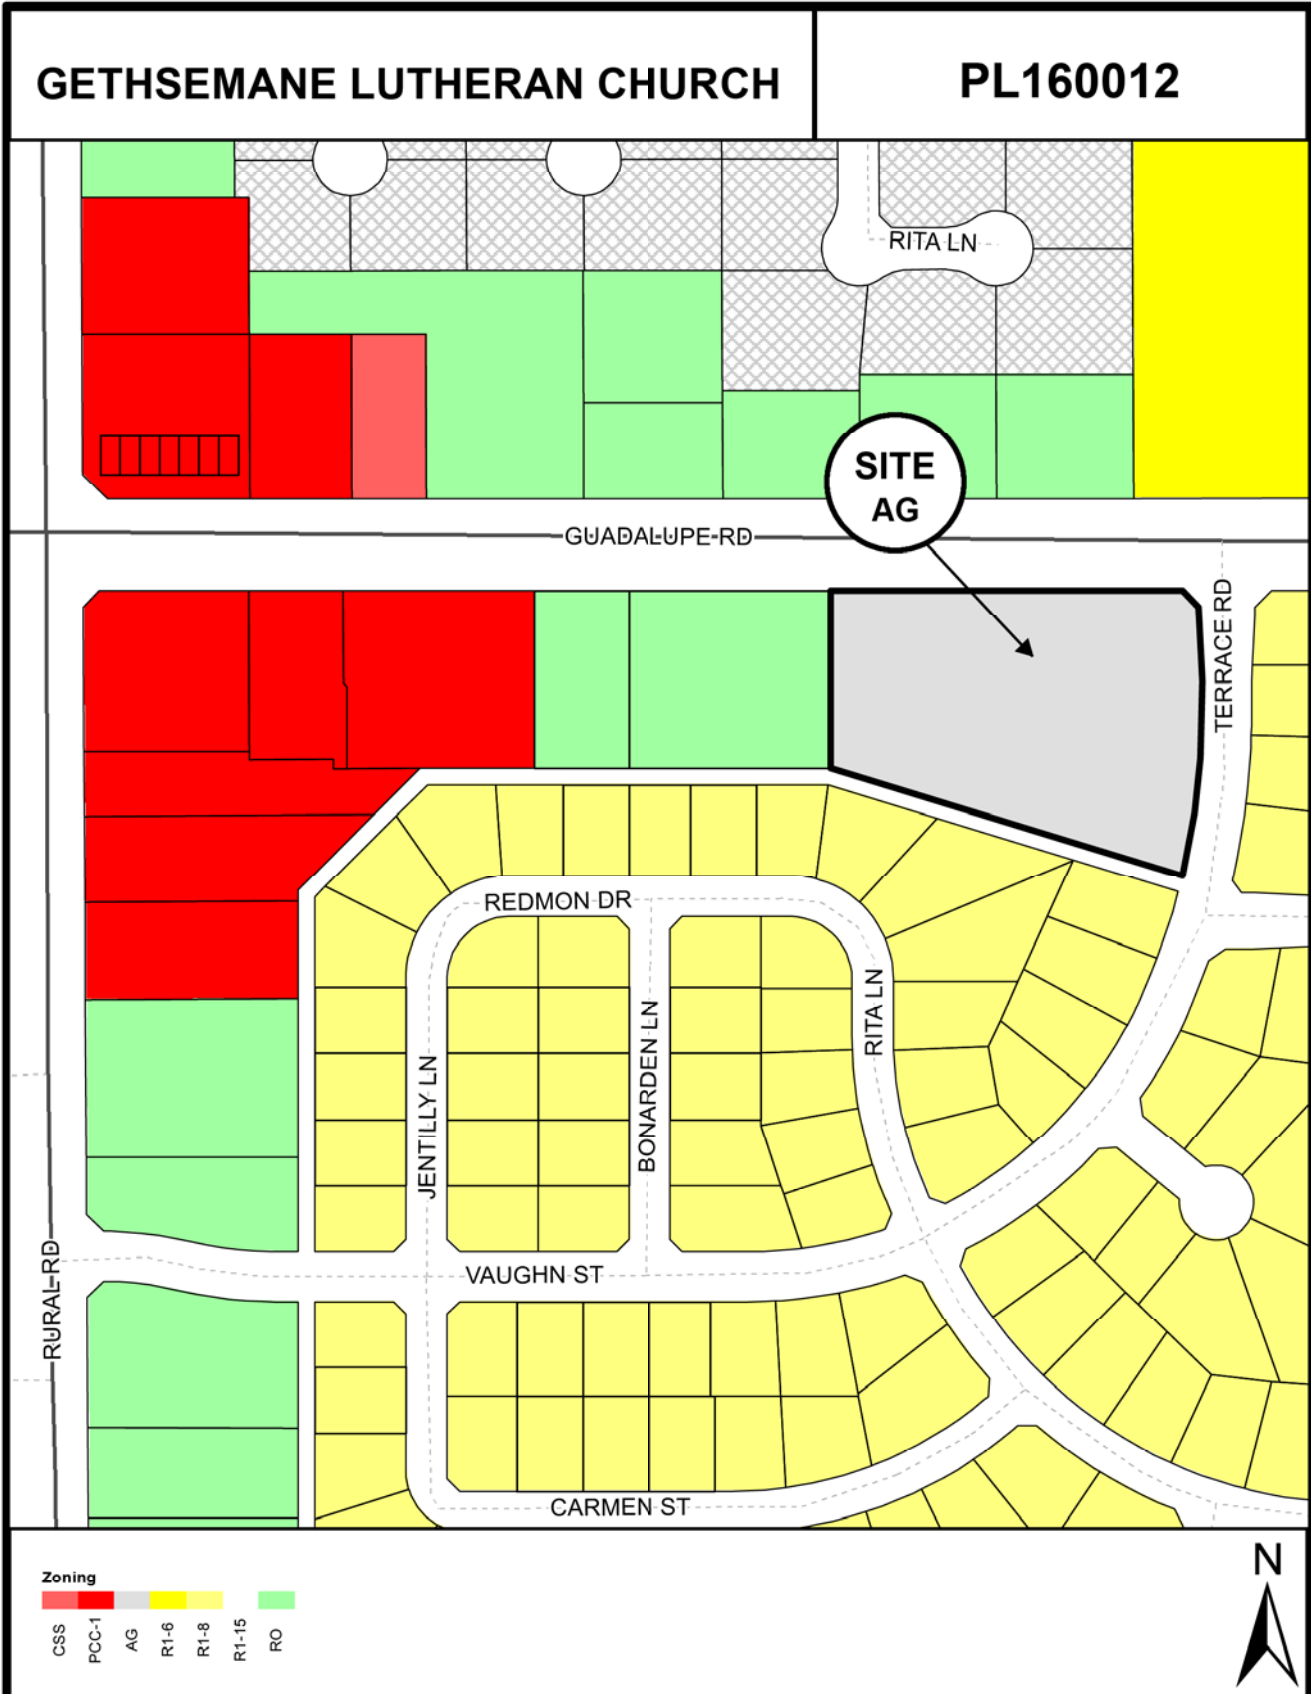 GETHSEMANE LUTHERAN CHURCH
PL160012
RITA LN
SITE
AG
GUADALUPE RD
TERRACE RD
REDMON DR
RITA LN
BONARDEN LN
JENTILLY LN
VAUGHN ST
RURAL RD
CARMEN ST
Zoning
CSS
PCC-1
AG
R1-6
R1-8
R1-15
RO
N